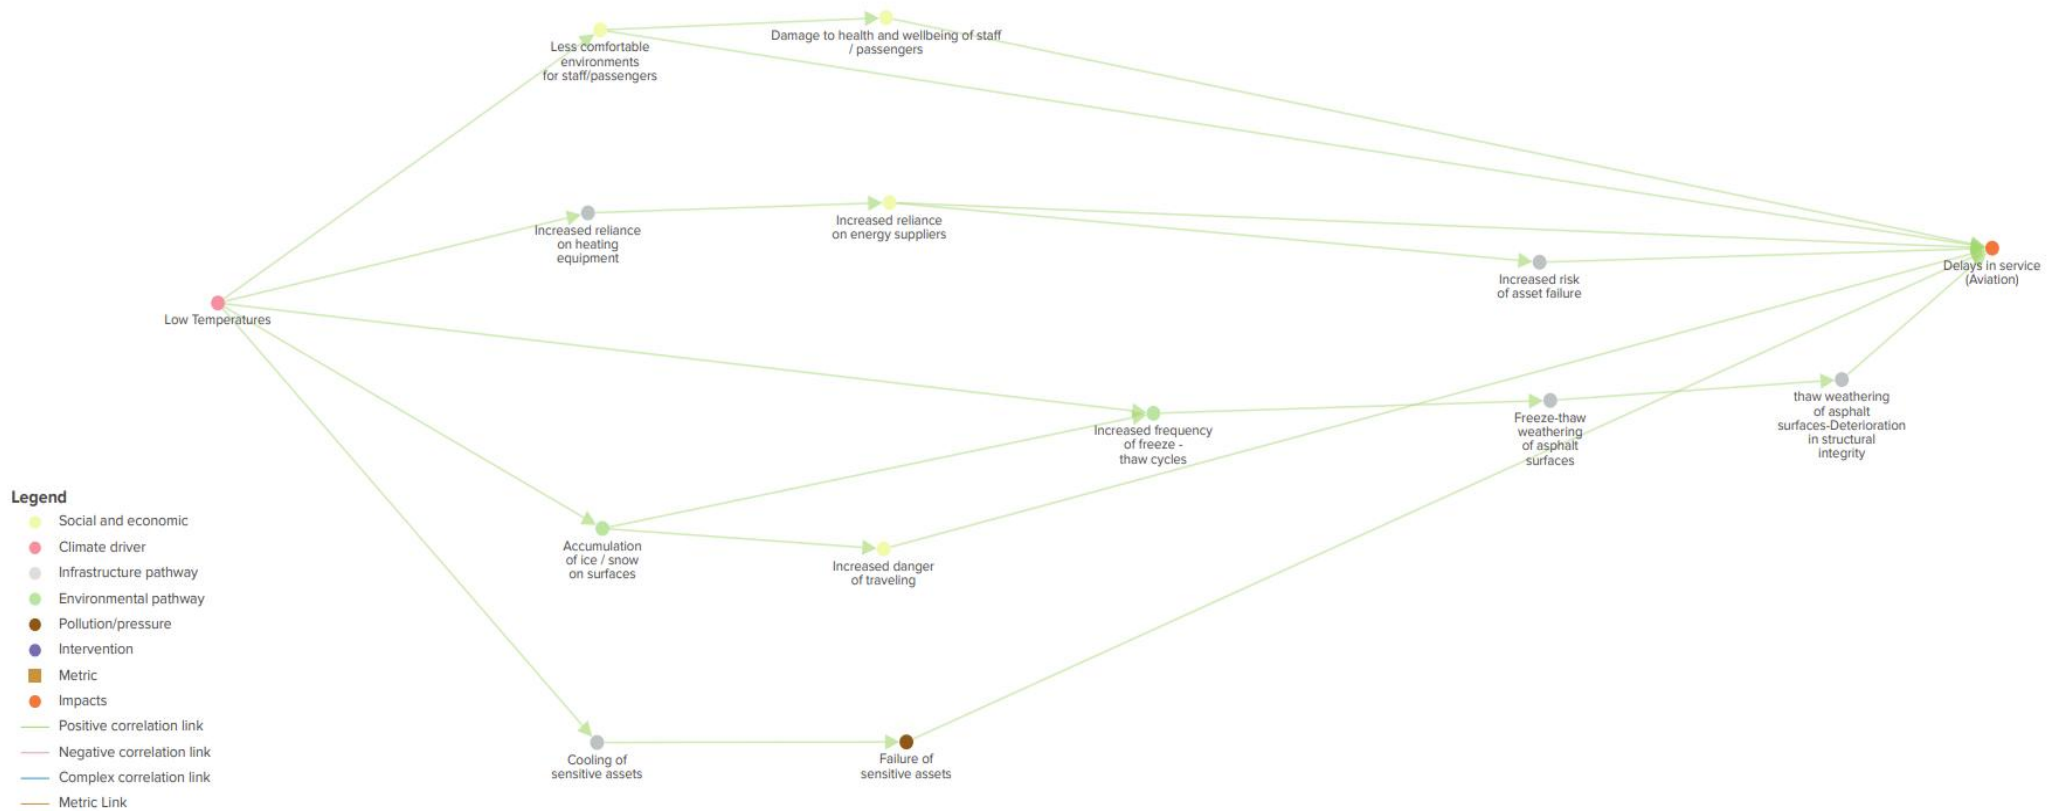 Less comfortable
environments
for staff/passengers
Damage to health and wellbeing of staff
/ passengers
Increased reliance
on heating
equipment
Increased reliance
on energy suppliers
Increased risk
of asset failure
Delays in service
(Aviation)
Low Temperatures
Increased frequency
of freeze -
thaw cycles
Freeze-thaw
weathering
of asphalt
surfaces
thaw weathering
of asphalt
surfaces-Deterioration
in structural
integrity
Accumulation
of ice / snow
on surfaces
Increased danger
of traveling
Cooling of
sensitive assets
Failure of
sensitive assets
Legend
Social and economic
Climate driver
Infrastructure pathway
Environmental pathway
Pollution/pressure
Intervention
Metric
Impacts
Positive correlation link
Negative correlation link
Complex correlation link
Metric Link